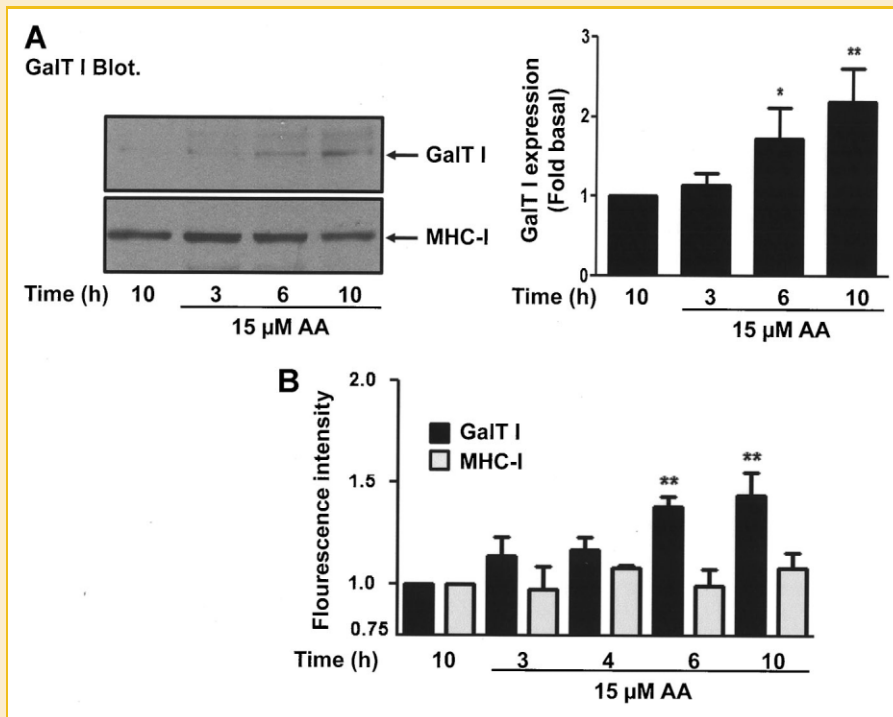 A
GalT I Blot.
GalT I
MHC-I
Time (h) 10 3 6 10
15 µM AA
GalT I expression
(Fold basal)
3
2
1
0
*
**
Time (h) 10 3 6 10
15 µM AA
B
Flourescence intensity
2.0
1.5
1.0
0.75
GalT I
MHC-I
**
**
Time (h) 10 3 4 6 10
15 µM AA